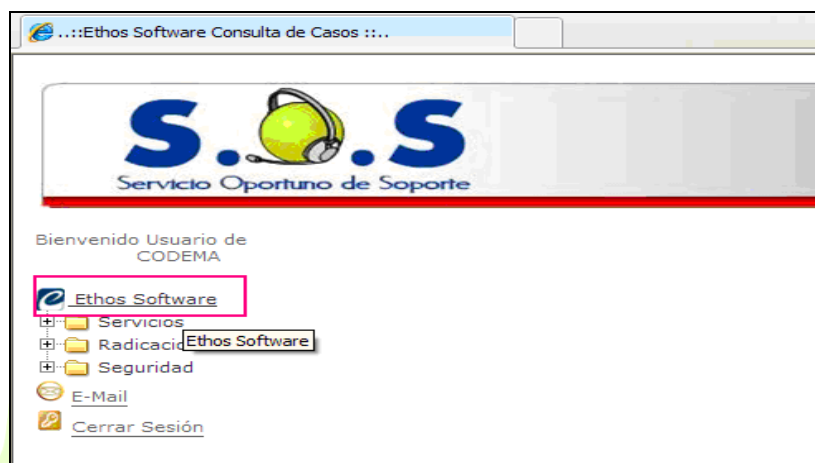 ..::Ethos Software Consulta de Casos ::..
S.O.S
Servicio Oportuno de Soporte
Bienvenido Usuario de
CODEMA
Ethos Software
Servicios
Ethos Software
Seguridad
E-Mail
Cerrar Sesión